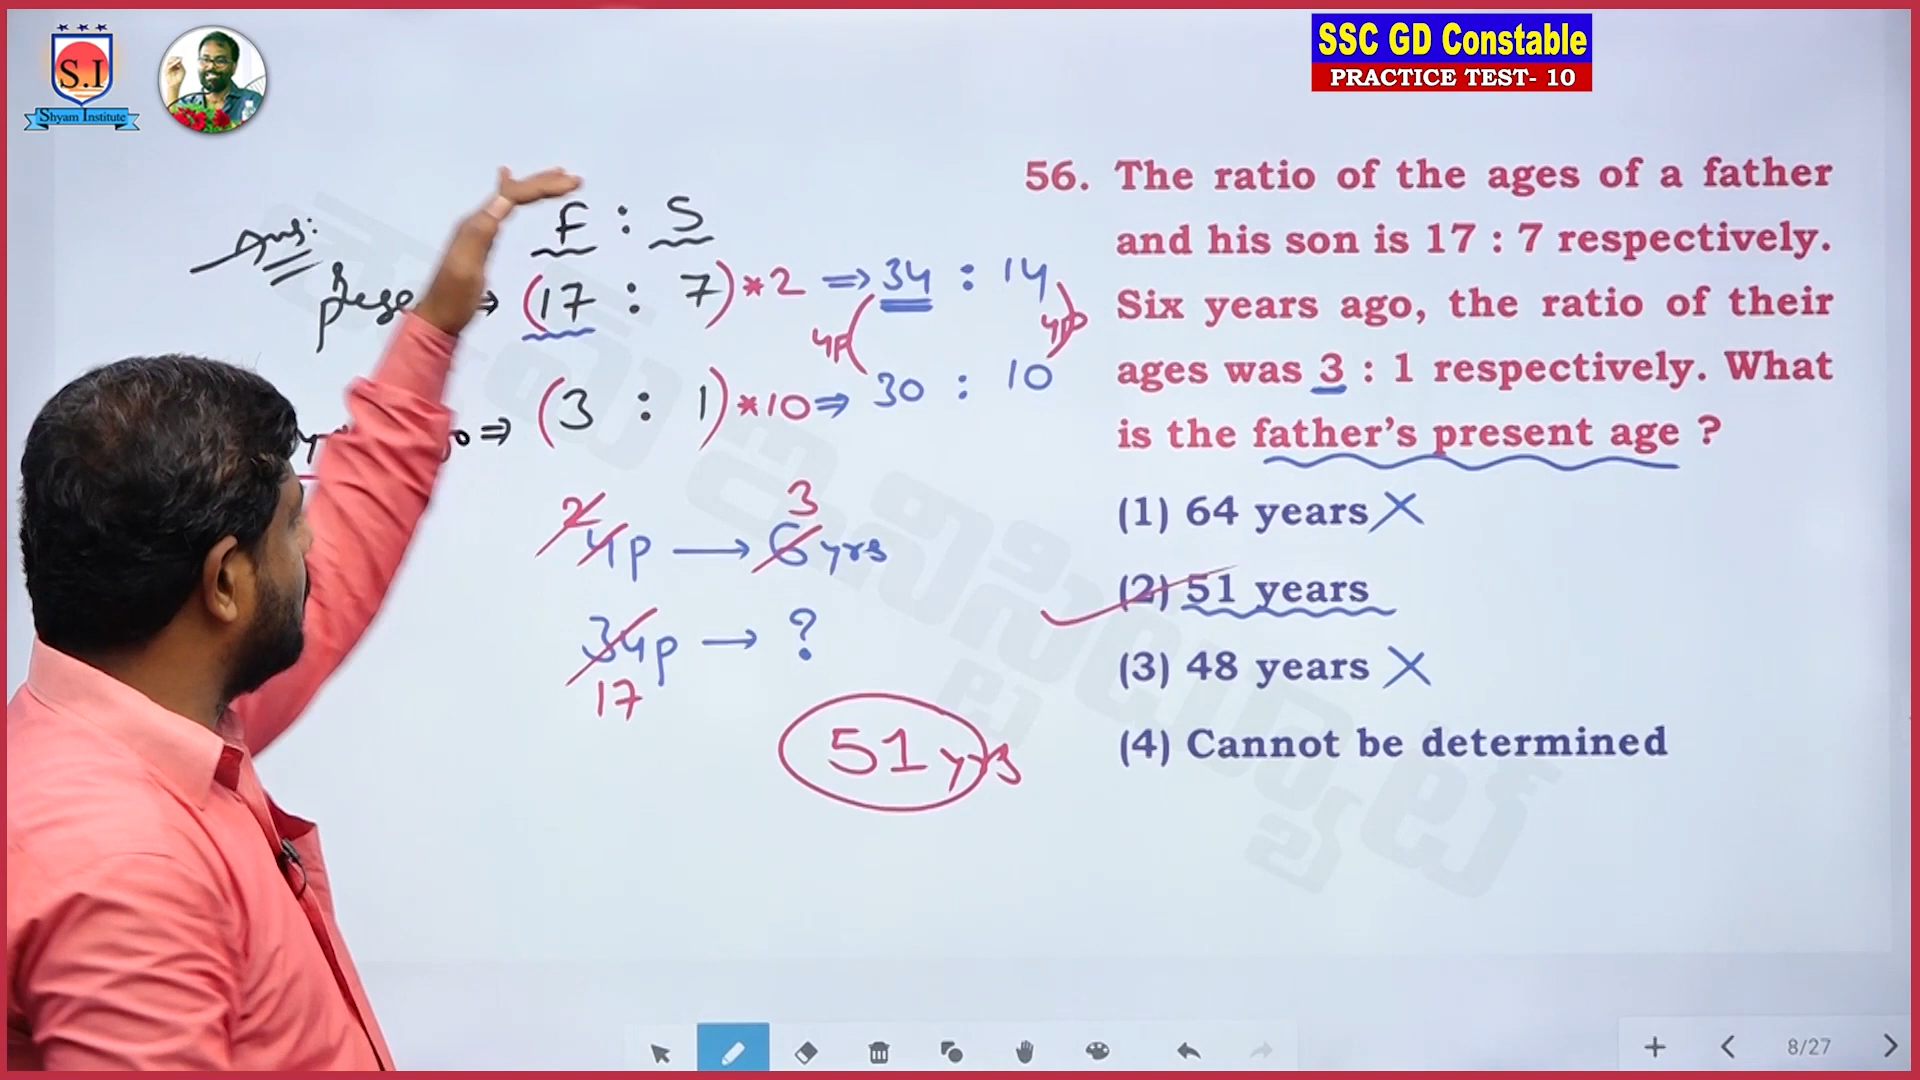 S.I
Shyam Institute
SSC GD Constable
PRACTICE TEST- 10
56. The ratio of the ages of a father
and his son is 17 : 7 respectively.
Six years ago, the ratio of their
ages was 3 : 1 respectively. What
is the father's present age ?
(1) 64 years
(2) 51 years
(3) 48 years
(4) Cannot be determined
Ans:
F : S
⇒ (17 : 7)*2 ⇒ 34 : 14
4p 4p
⇒ (3 : 1)*10 ⇒ 30 : 10
2 3
4p → 6 yrs
34p → ?
17
51 yrs
8/27